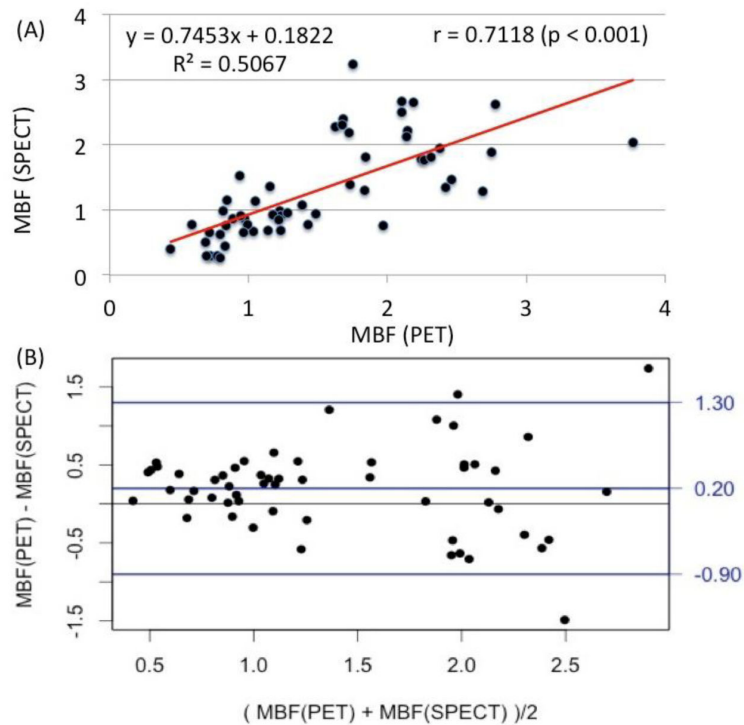 (A)
y = 0.7453x + 0.1822 r = 0.7118 (p < 0.001)
R² = 0.5067
4
3
2
1
0
MBF (SPECT)
0 1 2 3 4
MBF (PET)
(B)
MBF(PET) - MBF(SPECT)
1.5
0.5
-0.5
-1.5
1.30
0.20
-0.90
0.5 1.0 1.5 2.0 2.5
( MBF(PET) + MBF(SPECT) )/2